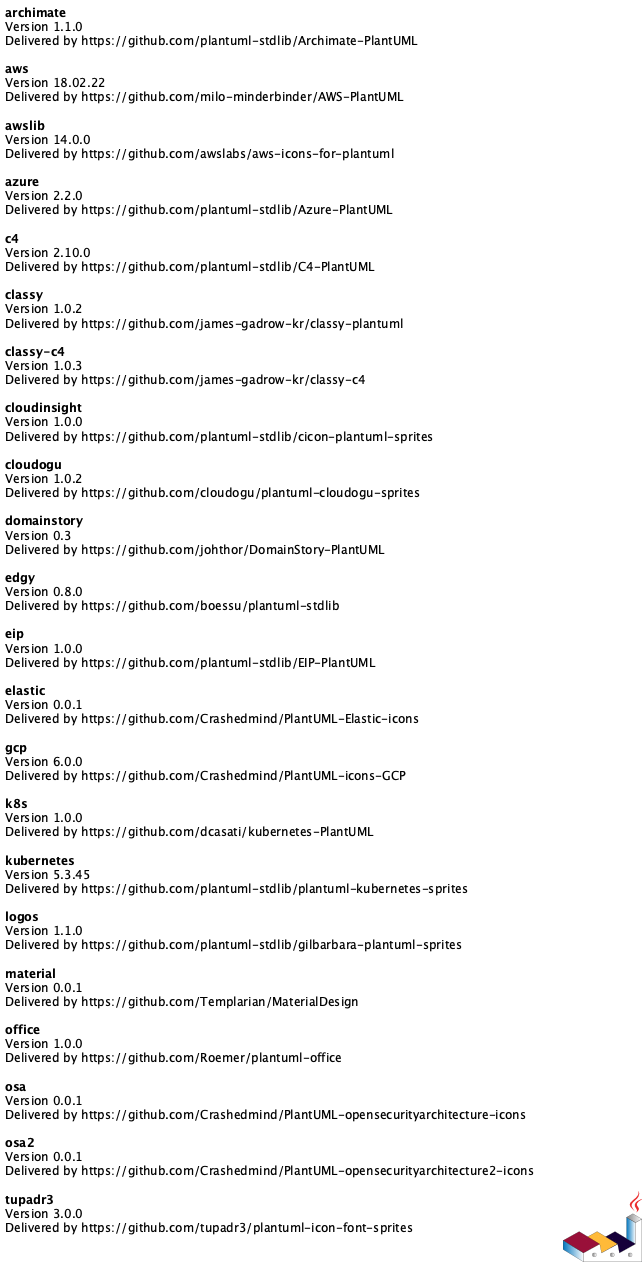 archimate
Version 1.1.0
Delivered by https://github.com/plantuml-stdlib/Archimate-PlantUML
aws
Version 18.02.22
Delivered by https://github.com/milo-minderbinder/AWS-PlantUML
awslib
Version 14.0.0
Delivered by https://github.com/awslabs/aws-icons-for-plantuml
azure
Version 2.2.0
Delivered by https://github.com/plantuml-stdlib/Azure-PlantUML
c4
Version 2.10.0
Delivered by https://github.com/plantuml-stdlib/C4-PlantUML
classy
Version 1.0.2
Delivered by https://github.com/james-gadrow-kr/classy-plantuml
classy-c4
Version 1.0.3
Delivered by https://github.com/james-gadrow-kr/classy-c4
cloudinsight
Version 1.0.0
Delivered by https://github.com/plantuml-stdlib/cicon-plantuml-sprites
cloudogu
Version 1.0.2
Delivered by https://github.com/cloudogu/plantuml-cloudogu-sprites
domainstory
Version 0.3
Delivered by https://github.com/johthor/DomainStory-PlantUML
edgy
Version 0.8.0
Delivered by https://github.com/boessu/plantuml-stdlib
eip
Version 1.0.0
Delivered by https://github.com/plantuml-stdlib/EIP-PlantUML
elastic
Version 0.0.1
Delivered by https://github.com/Crashedmind/PlantUML-Elastic-icons
gcp
Version 6.0.0
Delivered by https://github.com/Crashedmind/PlantUML-icons-GCP
k8s
Version 1.0.0
Delivered by https://github.com/dcasati/kubernetes-PlantUML
kubernetes
Version 5.3.45
Delivered by https://github.com/plantuml-stdlib/plantuml-kubernetes-sprites
logos
Version 1.1.0
Delivered by https://github.com/plantuml-stdlib/gilbarbara-plantuml-sprites
material
Version 0.0.1
Delivered by https://github.com/Templarian/MaterialDesign
office
Version 1.0.0
Delivered by https://github.com/Roemer/plantuml-office
osa
Version 0.0.1
Delivered by https://github.com/Crashedmind/PlantUML-opensecurityarchitecture-icons
osa2
Version 0.0.1
Delivered by https://github.com/Crashedmind/PlantUML-opensecurityarchitecture2-icons
tupadr3
Version 3.0.0
Delivered by https://github.com/tupadr3/plantuml-icon-font-sprites